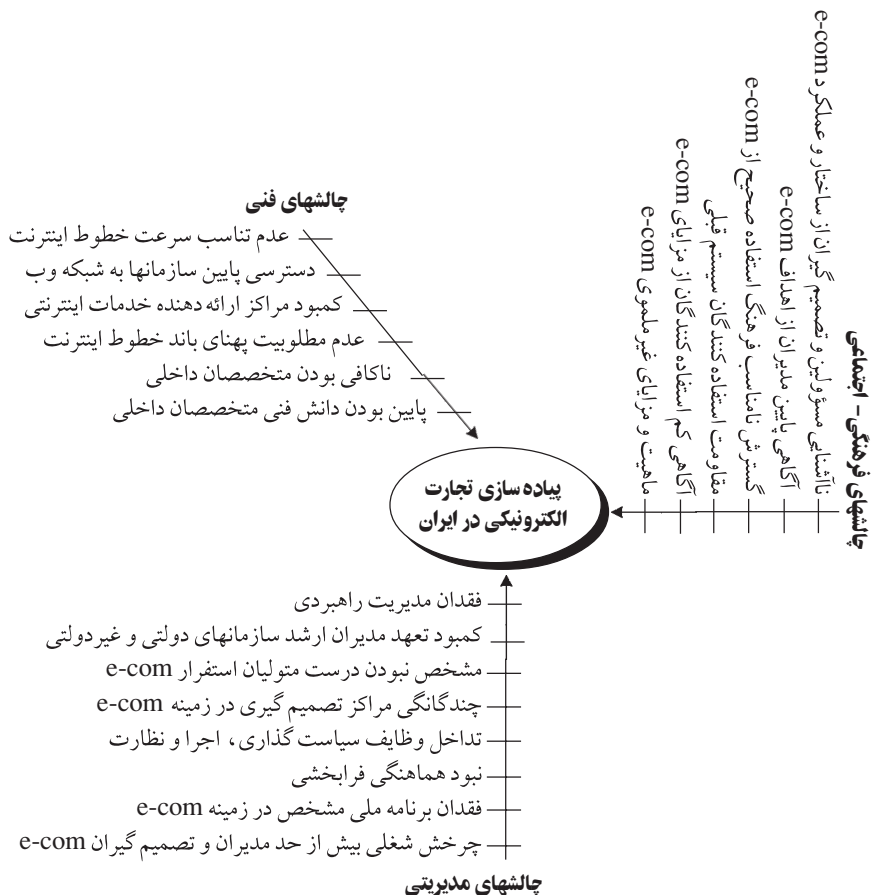 چالشهای فنی
عدم تناسب سرعت خطوط اینترنت
دسترسی پایین سازمانها به شبکه وب
کمبود مراکز ارائه دهنده خدمات اینترنتی
عدم مطلوبیت پهنای باند خطوط اینترنت
ناکافی بودن متخصصان داخلی
پایین بودن دانش فنی متخصصان داخلی
چالشهای فرهنگی - اجتماعی
ناآشنایی مسؤولین و تصمیم گیران از ساختار و عملکرد e-com
آگاهی پایین مدیران از اهداف e-com
گسترش نامناسب فرهنگ استفاده صحیح از e-com
مقاومت استفاده کنندگان سیستم قبلی
آگاهی کم استفاده کنندگان از مزایای e-com
ماهیت و مزایای غیرملموی e-com
پیاده سازی تجارت
الکترونیکی در ایران
فقدان مدیریت راهبردی
کمبود تعهد مدیران ارشد سازمانهای دولتی و غیردولتی
مشخص نبودن درست متولیان استفرار e-com
چندگانگی مراکز تصمیم گیری در زمینه e-com
تداخل وظایف سیاست گذاری، اجرا و نظارت
نبود هماهنگی فرابخشی
فقدان برنامه ملی مشخص در زمینه e-com
چرخش شغلی بیش از حد مدیران و تصمیم گیران e-com
چالشهای مدیریتی